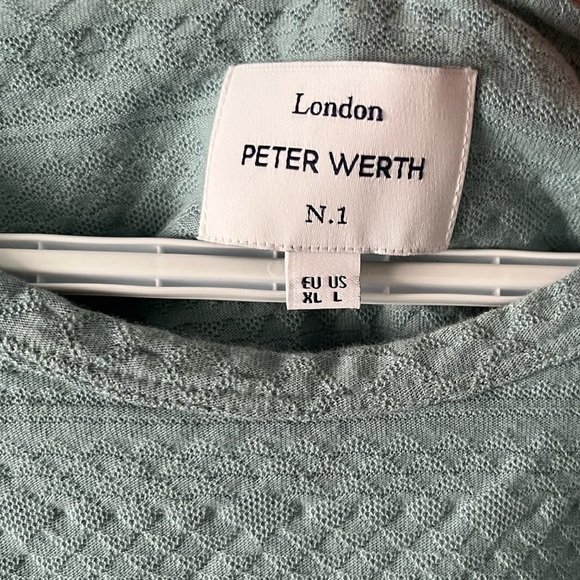 London
PETER WERTH
N.1
EU US
XL L